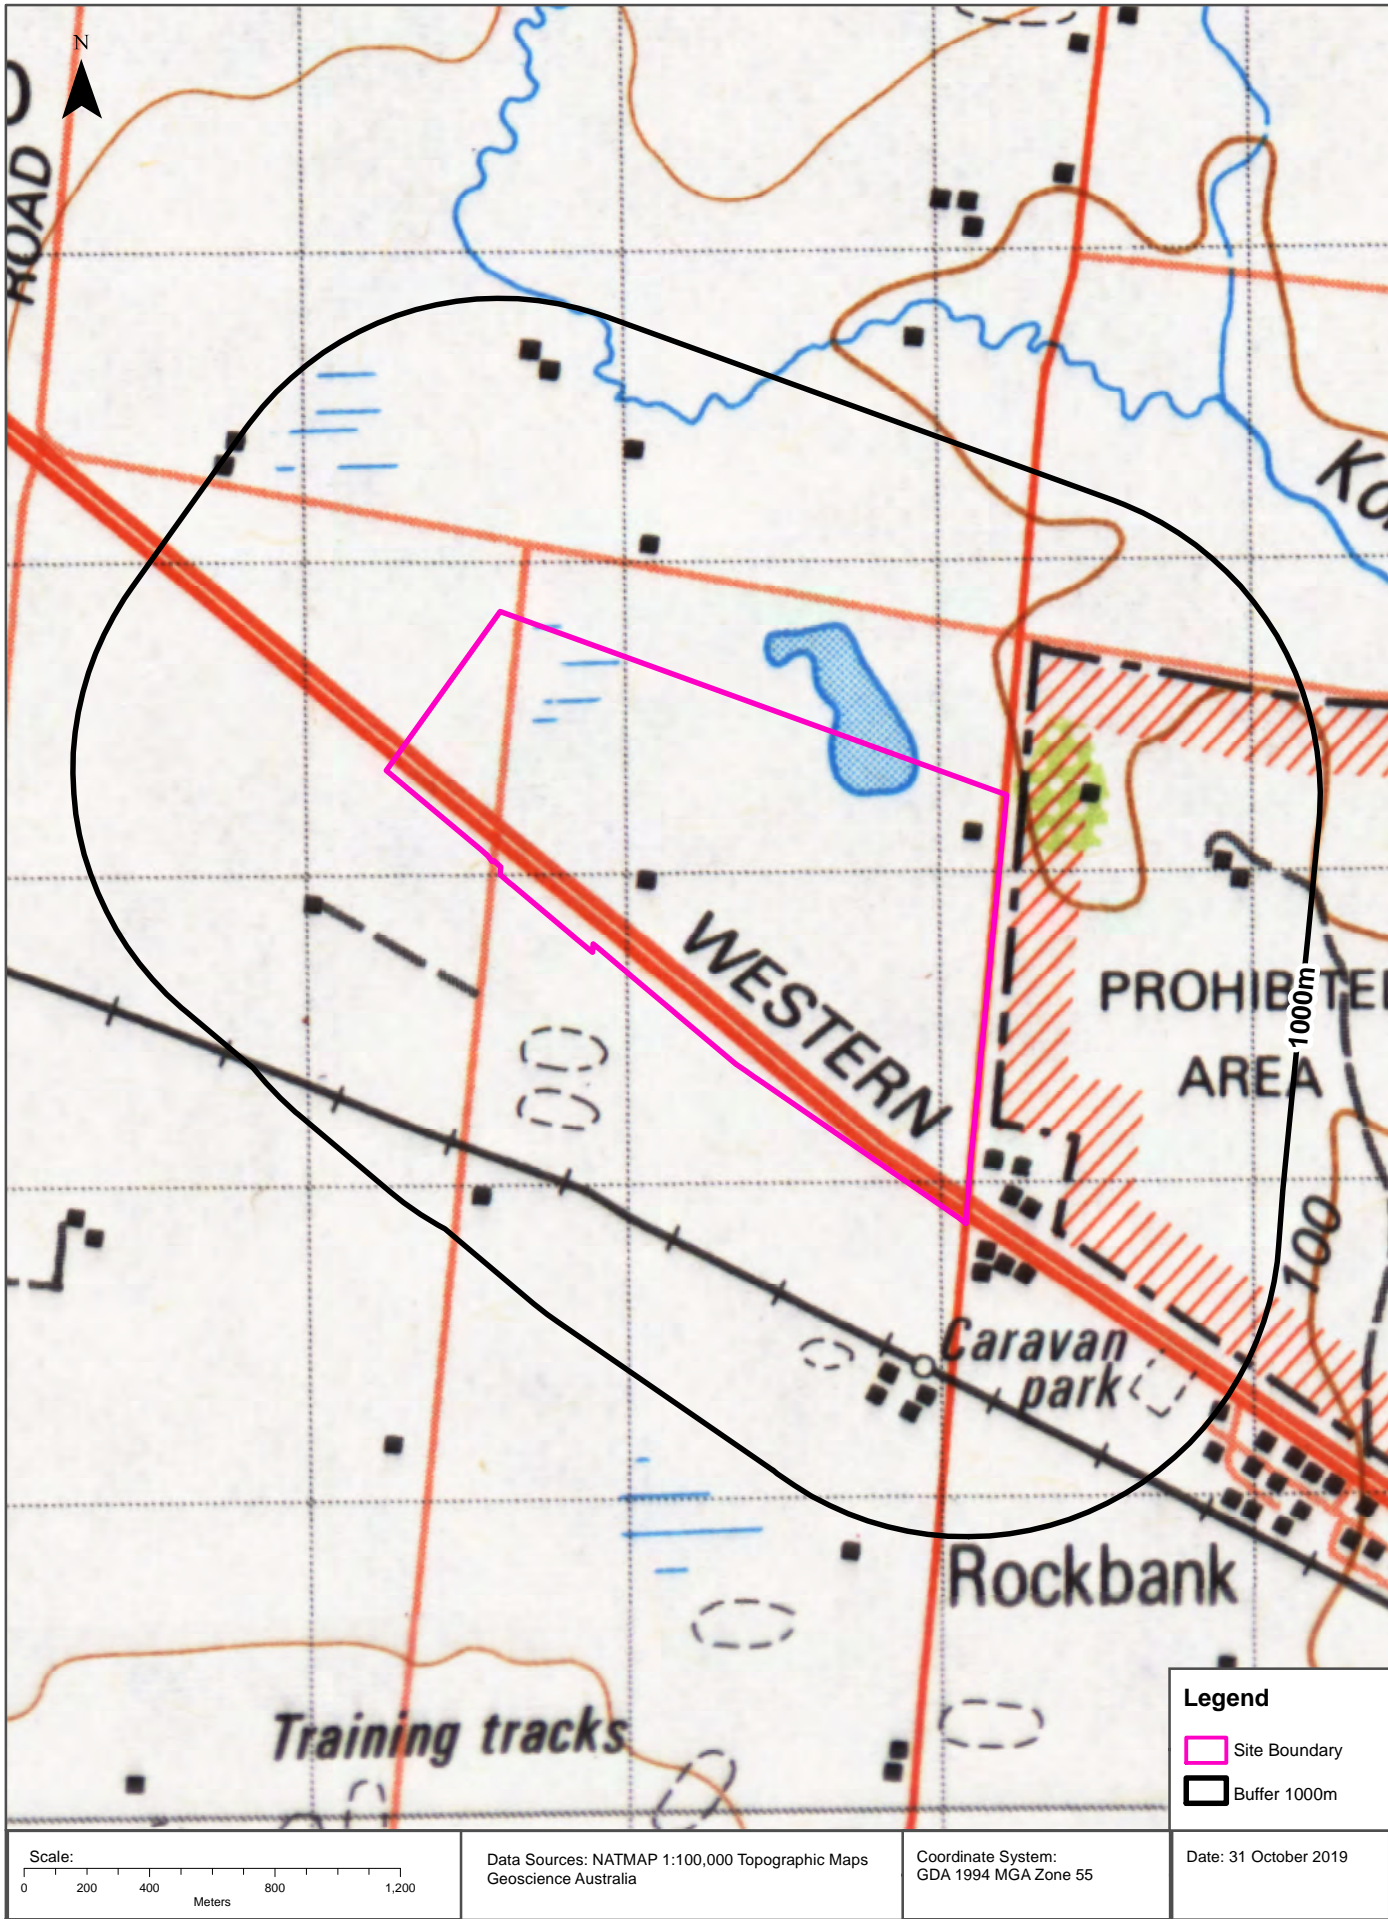 N
ROAD
WESTERN
PROHIBITED
AREA
1000m
100
Caravan
park
Rockbank
Training tracks
Legend
Site Boundary
Buffer 1000m
Scale:
0 200 400 800 1,200
Meters
Data Sources: NATMAP 1:100,000 Topographic Maps
Geoscience Australia
Coordinate System:
GDA 1994 MGA Zone 55
Date: 31 October 2019